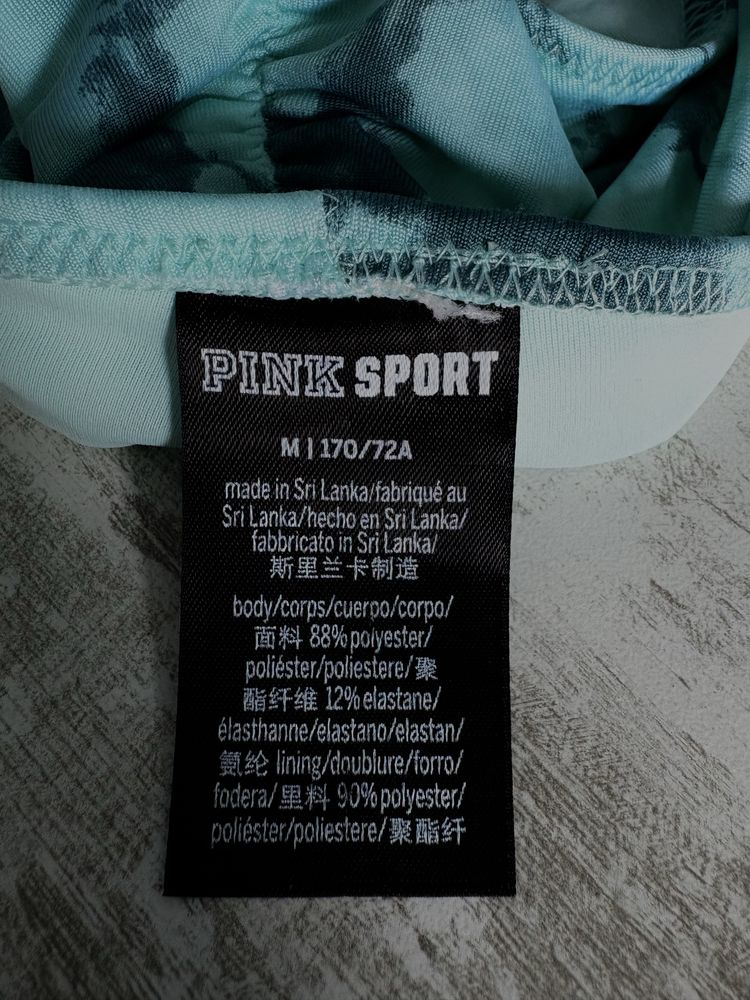 PINK SPORT
M | 170/72A
made in Sri Lanka/fabriqué au
Sri Lanka/hecho en Sri Lanka/
fabbricato in Sri Lanka/
斯里兰卡制造
body/corps/cuerpo/corpo/
面料 88% polyester/
poliéster/poliestere/聚
酯纤维 12% elastane/
élasthanne/elastano/elastan/
氨纶 lining/doublure/forro/
fodera/里料 90% polyester/
poliéster/poliestere/聚酯纤